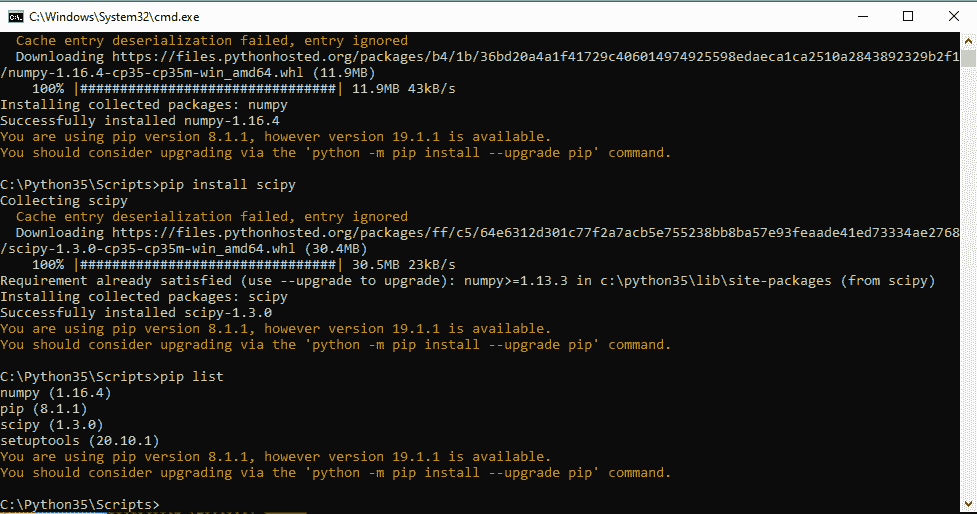 C:\Windows\System32\cmd.exe
Cache entry deserialization failed, entry ignored
Downloading https://files.pythonhosted.org/packages/b4/1b/36bd20a4a1f41729c406014974925598edaeca1ca2510a2843892329b2f1
/numpy-1.16.4-cp35-cp35m-win_amd64.whl (11.9MB)
100% |################################| 11.9MB 43kB/s
Installing collected packages: numpy
Successfully installed numpy-1.16.4
You are using pip version 8.1.1, however version 19.1.1 is available.
You should consider upgrading via the 'python -m pip install --upgrade pip' command.
C:\Python35\Scripts>pip install scipy
Collecting scipy
Cache entry deserialization failed, entry ignored
Downloading https://files.pythonhosted.org/packages/ff/c5/64e6312d301c77f2a7acb5e755238bb8ba57e93feaade41ed73334ae2768
/scipy-1.3.0-cp35-cp35m-win_amd64.whl (30.4MB)
100% |################################| 30.5MB 23kB/s
Requirement already satisfied (use --upgrade to upgrade): numpy>=1.13.3 in c:\python35\lib\site-packages (from scipy)
Installing collected packages: scipy
Successfully installed scipy-1.3.0
You are using pip version 8.1.1, however version 19.1.1 is available.
You should consider upgrading via the 'python -m pip install --upgrade pip' command.
C:\Python35\Scripts>pip list
numpy (1.16.4)
pip (8.1.1)
scipy (1.3.0)
setuptools (20.10.1)
You are using pip version 8.1.1, however version 19.1.1 is available.
You should consider upgrading via the 'python -m pip install --upgrade pip' command.
C:\Python35\Scripts>